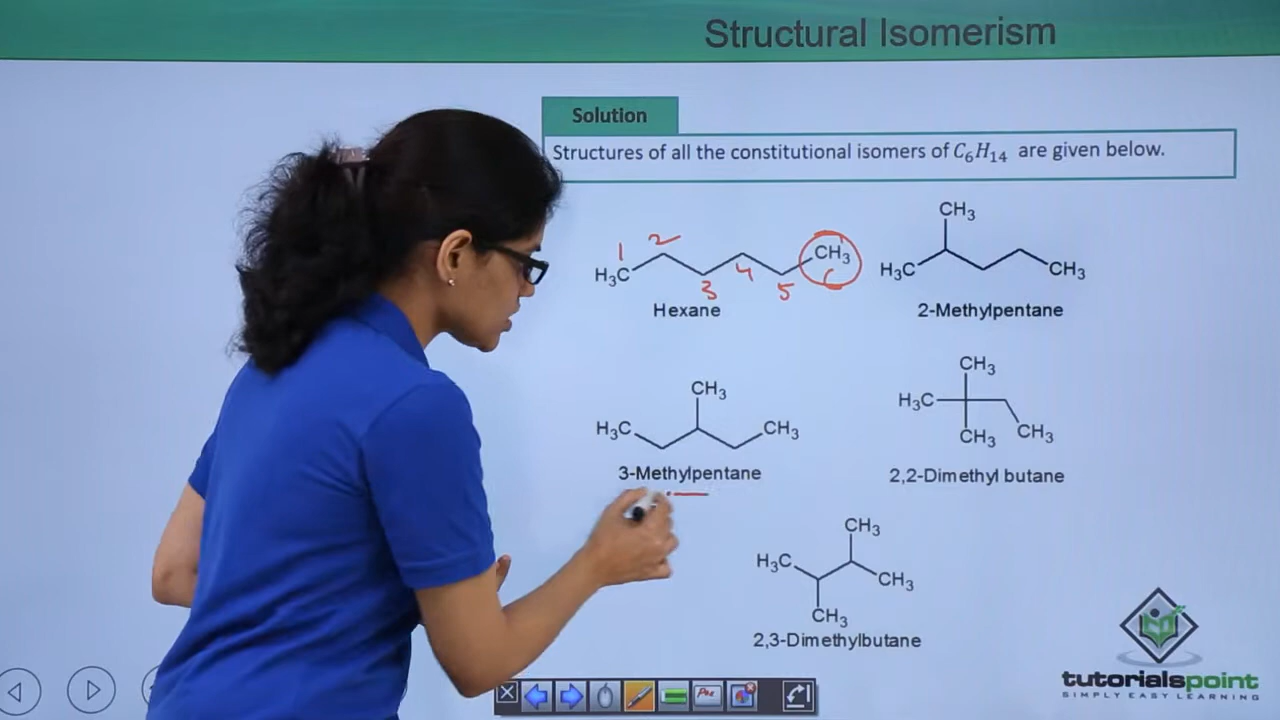 Structural Isomerism
Solution
Structures of all the constitutional isomers of C₆H₁₄ are given below.
1 2 3 4 5 6
H₃C CH₃
Hexane
CH₃
H₃C CH₃
2-Methylpentane
CH₃
H₃C CH₃
3-Methylpentane
CH₃
H₃C
CH₃ CH₃
2,2-Dimethyl butane
CH₃
H₃C
CH₃
CH₃
2,3-Dimethylbutane
Pen
tutorialspoint
SIMPLY EASY LEARNING